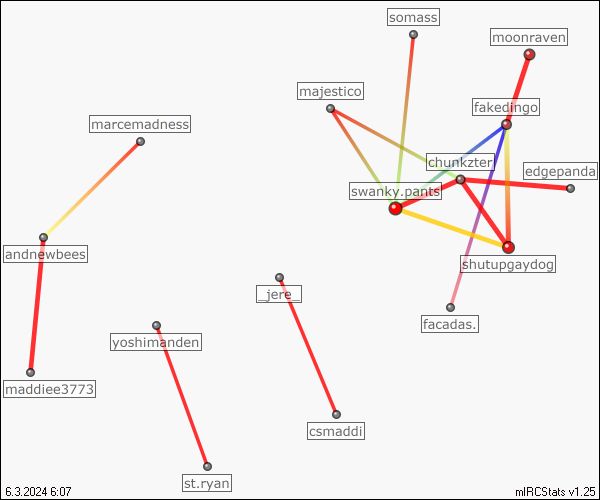 somass
moonraven
majestico
fakedingo
marcemadness
chunkzter
edgepanda
swanky.pants
andnewbees
shutupgaydog
_jere_
facadas.
yoshimanden
maddiee3773
csmaddi
st.ryan
6.3.2024 6:07
mIRCStats v1.25